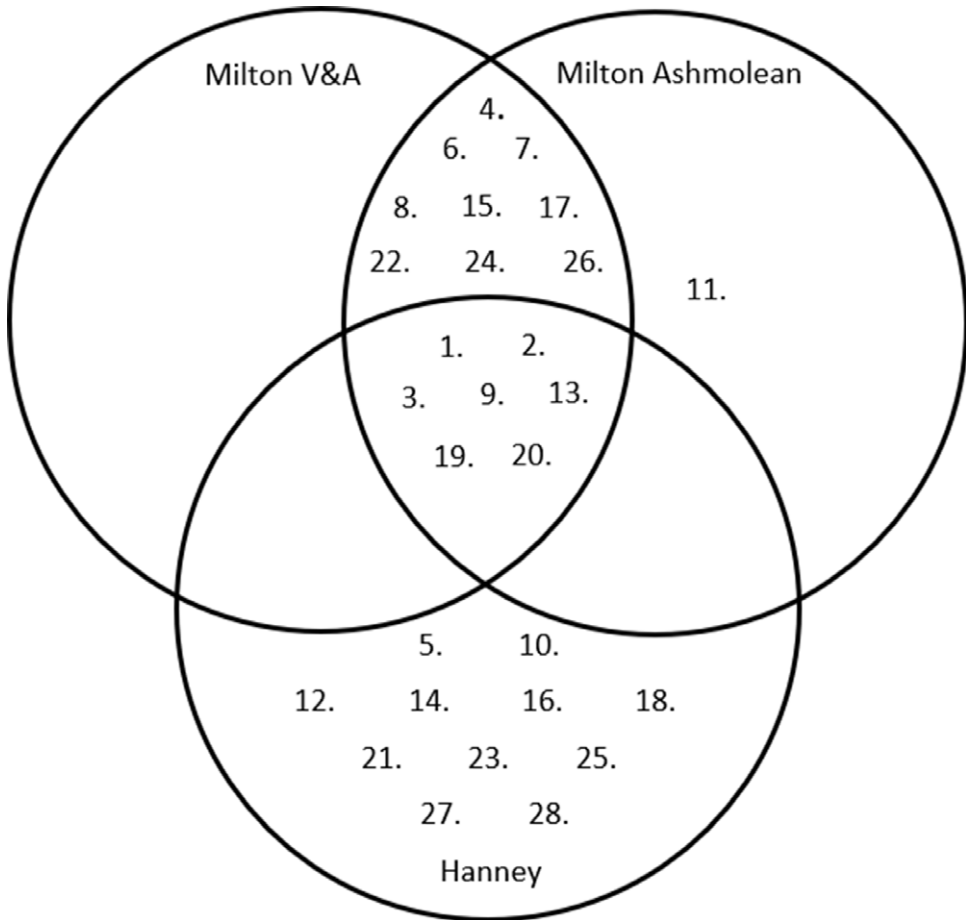 Milton V&A
Milton Ashmolean
4.
6. 7.
8. 15. 17.
22. 24. 26.
11.
1. 2.
3. 9. 13.
19. 20.
5. 10.
12. 14. 16. 18.
21. 23. 25.
27. 28.
Hanney